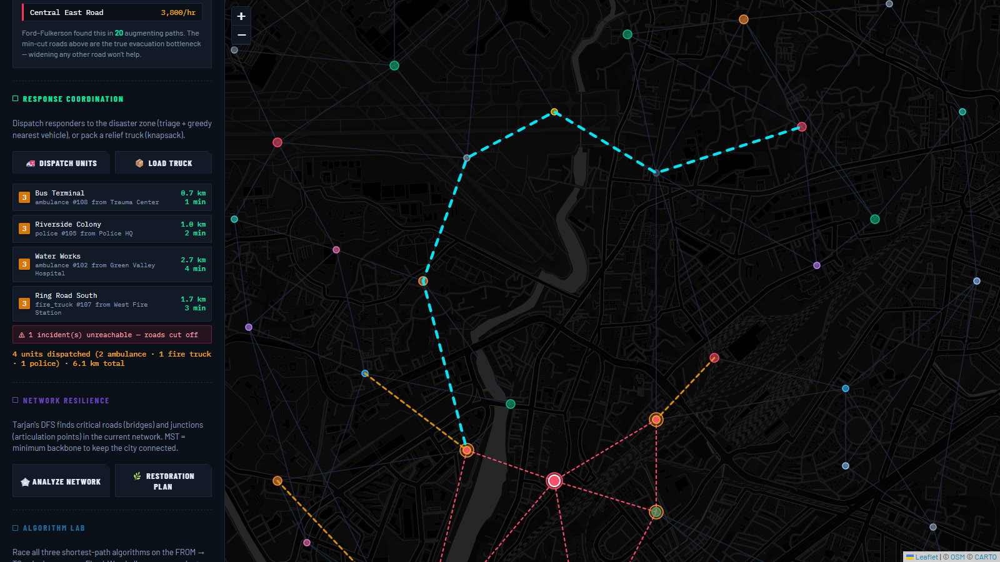 Central East Road 3,800/hr
Ford-Fulkerson found this in 20 augmenting paths. The
min-cut roads above are the true evacuation bottleneck
— widening any other road won't help.
RESPONSE COORDINATION
Dispatch responders to the disaster zone (triage + greedy
nearest vehicle), or pack a relief truck (knapsack).
DISPATCH UNITS
LOAD TRUCK
3 Bus Terminal 0.7 km
ambulance #108 from Trauma Center 1 min
3 Riverside Colony 1.0 km
police #105 from Police HQ 2 min
3 Water Works 2.7 km
ambulance #102 from Green Valley 4 min
Hospital
3 Ring Road South 1.7 km
fire_truck #107 from West Fire 3 min
Station
⚠ 1 incident(s) unreachable — roads cut off
4 units dispatched (2 ambulance · 1 fire truck
· 1 police) · 6.1 km total
NETWORK RESILIENCE
Tarjan's DFS finds critical roads (bridges) and junctions
(articulation points) in the current network. MST =
minimum backbone to keep the city connected.
ANALYZE NETWORK
RESTORATION
PLAN
ALGORITHM LAB
Race all three shortest-path algorithms on the FROM →
+
−
Leaflet | © OSM © CARTO